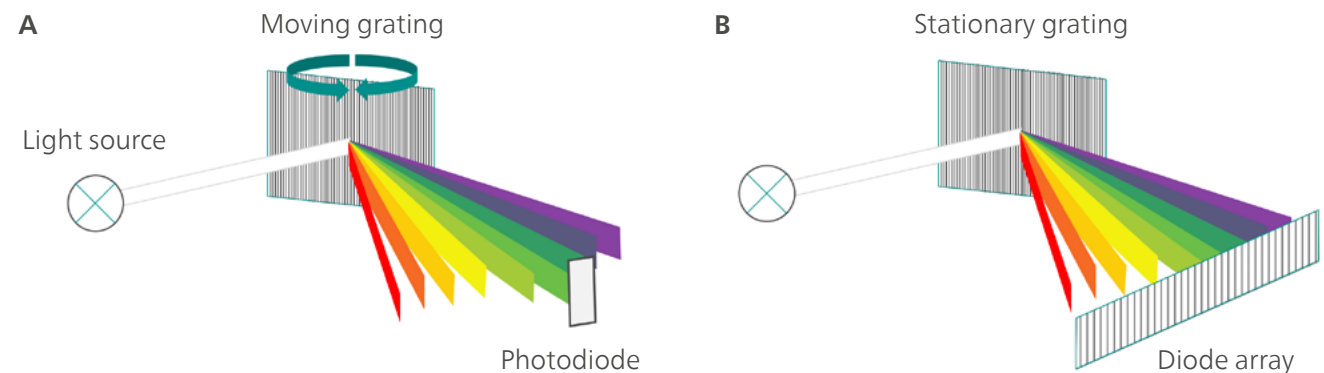 A
Moving grating
Light source
Photodiode
B
Stationary grating
Diode array